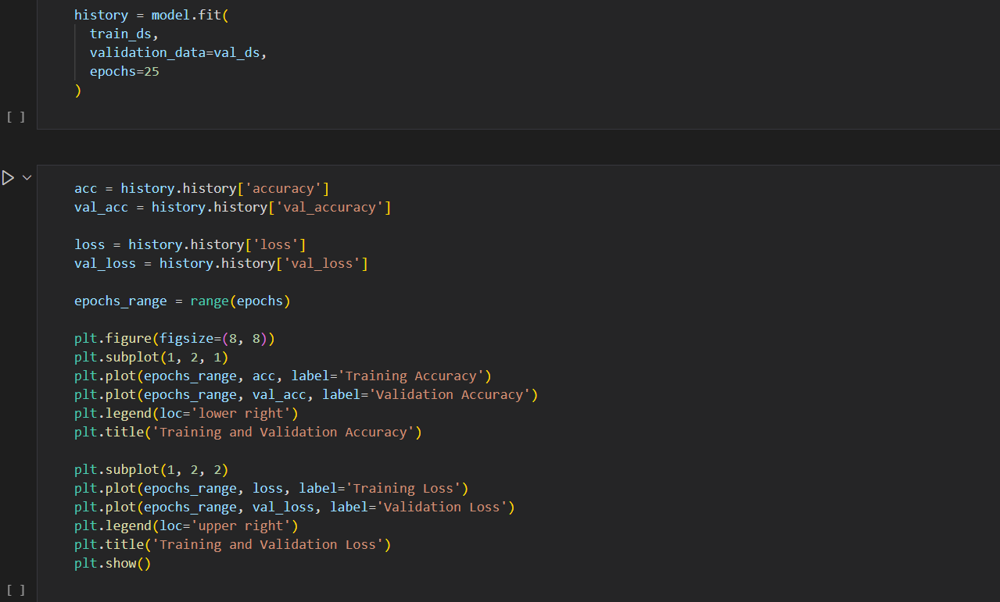 history = model.fit(
  train_ds,
  validation_data=val_ds,
  epochs=25
)
[ ]
acc = history.history['accuracy']
val_acc = history.history['val_accuracy']
loss = history.history['loss']
val_loss = history.history['val_loss']
epochs_range = range(epochs)
plt.figure(figsize=(8, 8))
plt.subplot(1, 2, 1)
plt.plot(epochs_range, acc, label='Training Accuracy')
plt.plot(epochs_range, val_acc, label='Validation Accuracy')
plt.legend(loc='lower right')
plt.title('Training and Validation Accuracy')
plt.subplot(1, 2, 2)
plt.plot(epochs_range, loss, label='Training Loss')
plt.plot(epochs_range, val_loss, label='Validation Loss')
plt.legend(loc='upper right')
plt.title('Training and Validation Loss')
plt.show()
[ ]